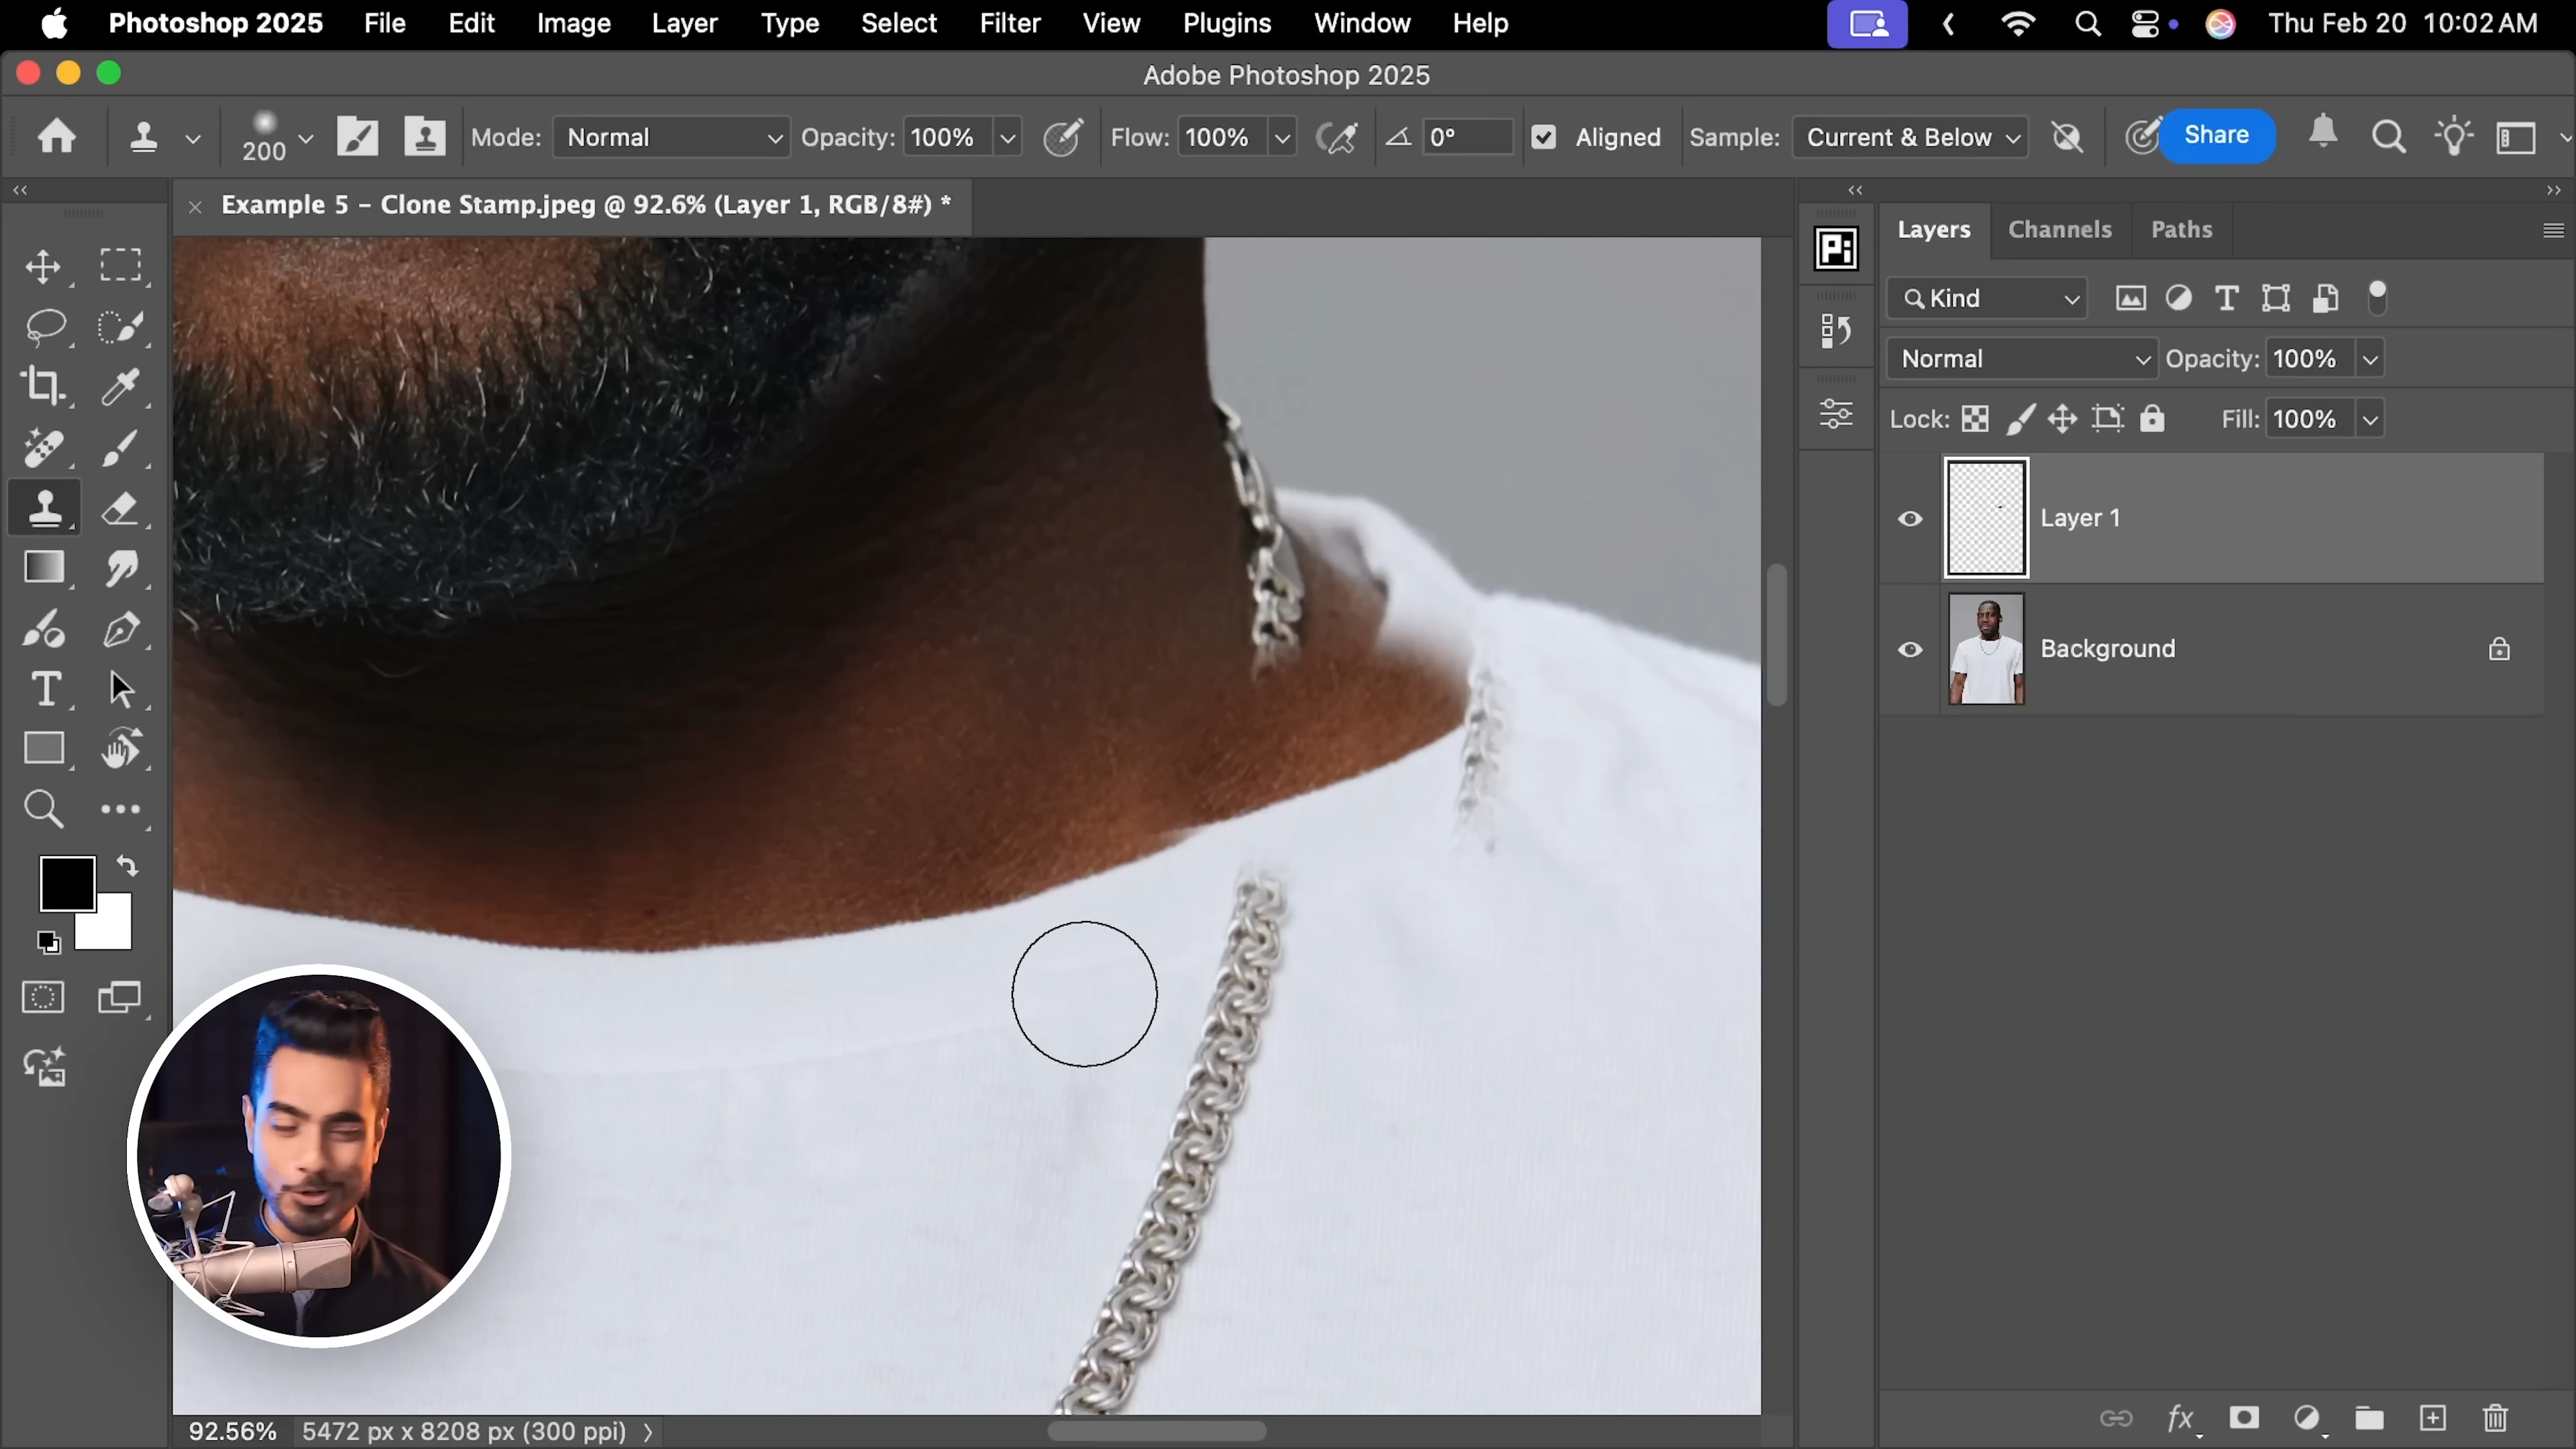 Photoshop 2025 File Edit Image Layer Type Select Filter View Plugins Window Help Thu Feb 20 10:02 AM
Adobe Photoshop 2025
200 Mode: Normal Opacity: 100% Flow: 100% 0° Aligned Sample: Current & Below Share
Example 5 - Clone Stamp.jpeg @ 92.6% (Layer 1, RGB/8#) *
Layers Channels Paths
Pi
Kind
Normal Opacity: 100%
Lock: Fill: 100%
Layer 1
Background
fx
92.56% 5472 px x 8208 px (300 ppi)